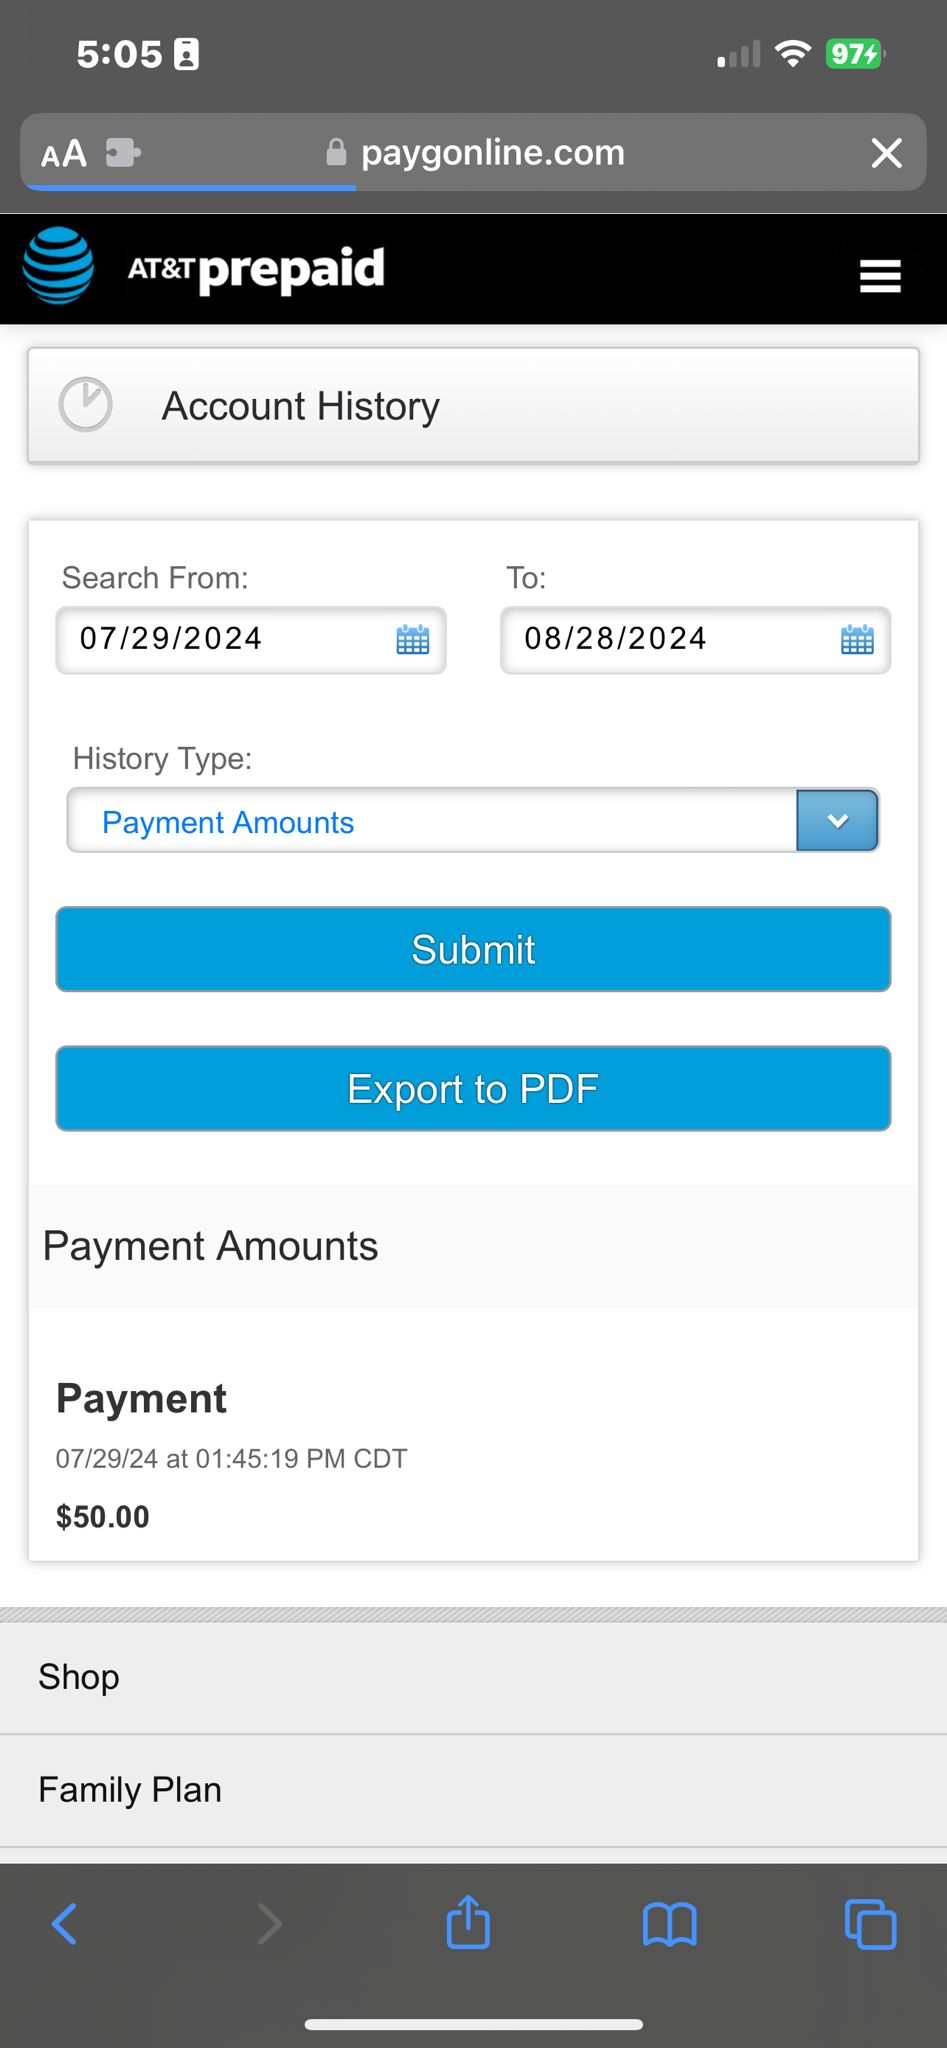 5:05
97
AA
paygonline.com
AT&T prepaid
Account History
Search From:
To:
07/29/2024
08/28/2024
History Type:
Payment Amounts
Submit
Export to PDF
Payment Amounts
Payment
07/29/24 at 01:45:19 PM CDT
$50.00
Shop
Family Plan